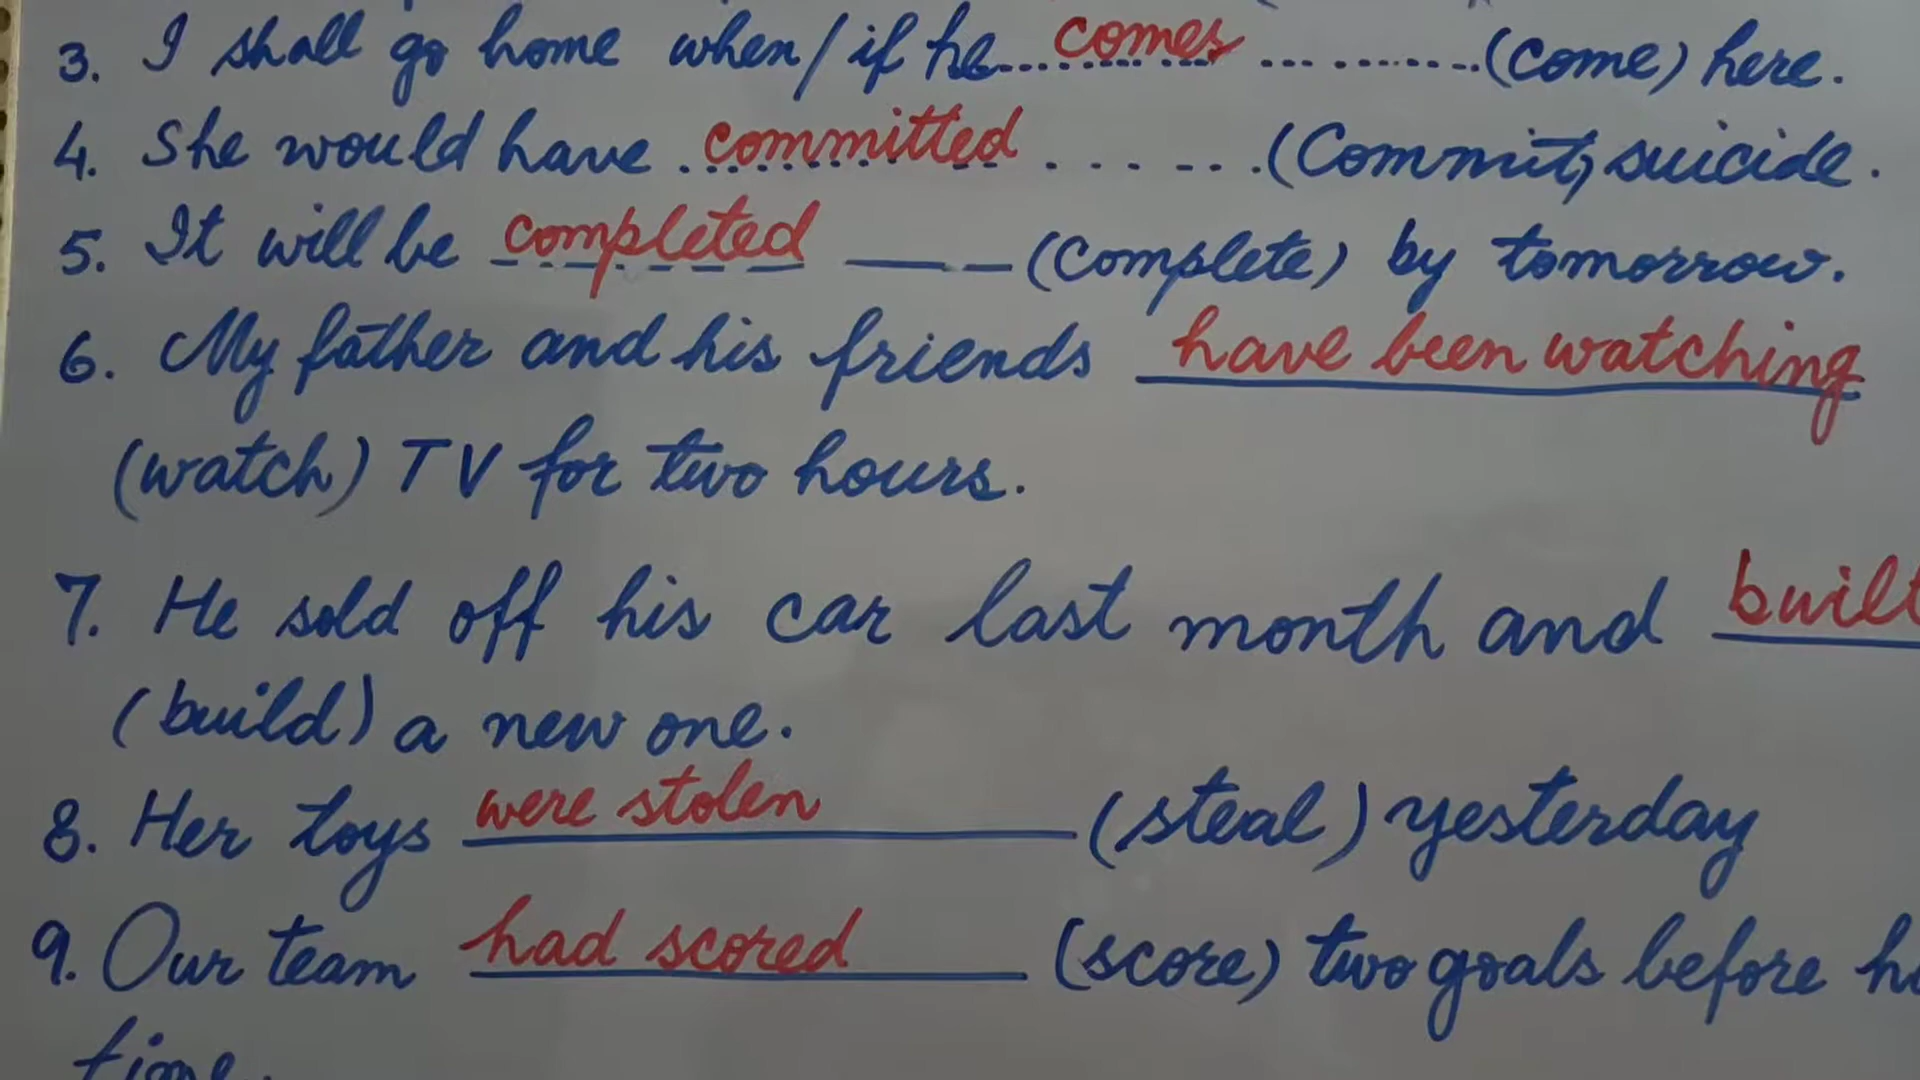 3. I shall go home when/if he...comes.........(come) here.
4. She would have .committed......(Commit) suicide.
5. It will be completed ____(complete) by tomorrow.
6. My father and his friends have been watching
(watch) TV for two hours.
7. He sold off his car last month and built
(build) a new one.
8. Her toys were stolen (steal) yesterday
9. Our team had scored (score) two goals before
time.